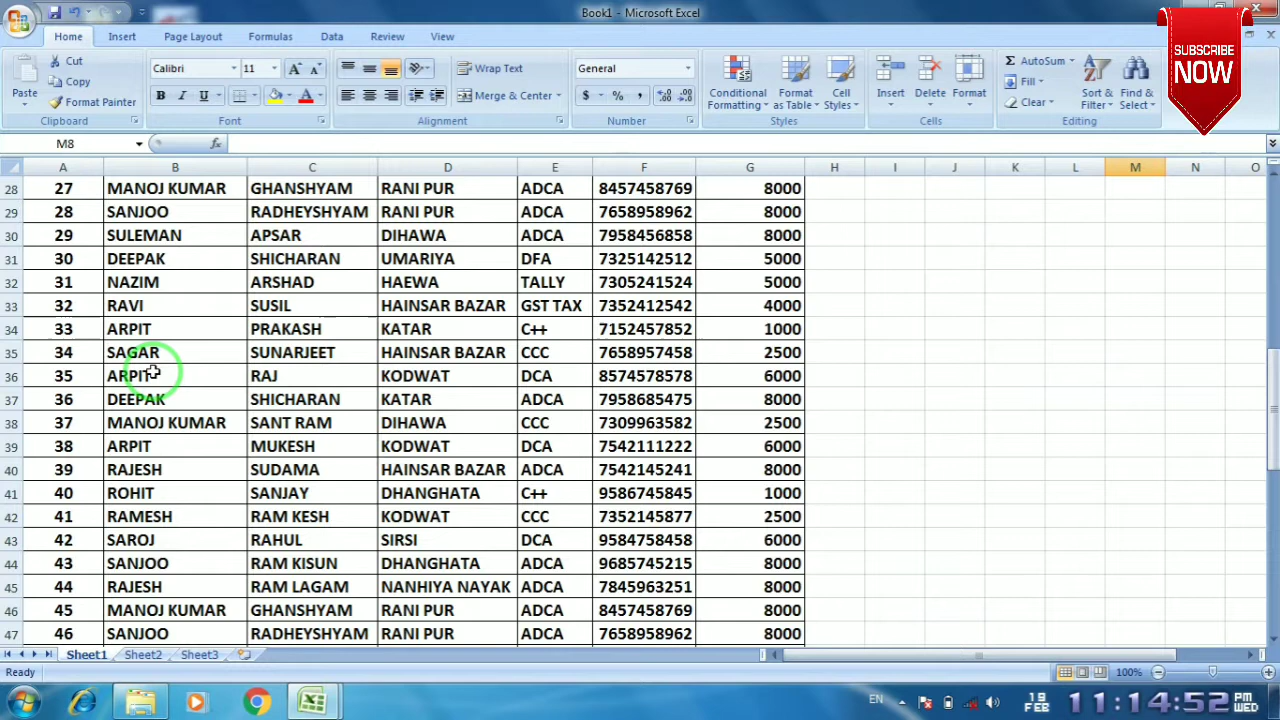 Book1 - Microsoft Excel
Home Insert Page Layout Formulas Data Review View
SUBSCRIBE
NOW
Paste
Cut
Copy
Format Painter
Clipboard
Calibri 11
B I U
Font
Wrap Text
Merge & Center
Alignment
General
$ % ,
Number
Conditional Formatting
Format as Table
Cell Styles
Styles
Insert Delete Format
Cells
Σ AutoSum
Fill
Clear
Sort & Filter
Find & Select
Editing
M8 fx
A B C D E F G H I J K L M N O
28 27 MANOJ KUMAR GHANSHYAM RANI PUR ADCA 8457458769 8000
29 28 SANJOO RADHEYSHYAM RANI PUR ADCA 7658958962 8000
30 29 SULEMAN APSAR DIHAWA ADCA 7958456858 8000
31 30 DEEPAK SHICHARAN UMARIYA DFA 7325142512 5000
32 31 NAZIM ARSHAD HAEWA TALLY 7305241524 5000
33 32 RAVI SUSIL HAINSAR BAZAR GST TAX 7352412542 4000
34 33 ARPIT PRAKASH KATAR C++ 7152457852 1000
35 34 SAGAR SUNARJEET HAINSAR BAZAR CCC 7658957458 2500
36 35 ARPIT RAJ KODWAT DCA 8574578578 6000
37 36 DEEPAK SHICHARAN KATAR DCA 7958685475 8000
38 37 MANOJ KUMAR SANT RAM DIHAWA CCC 7309963582 2500
39 38 ARPIT MUKESH KODWAT DCA 7542111222 6000
40 39 RAJESH SUDAMA HAINSAR BAZAR ADCA 7542145241 8000
41 40 ROHIT SANJAY DHANGHATA C++ 9586745845 1000
42 41 RAMESH RAM KESH KODWAT CCC 7352145877 2500
43 42 SAROJ RAHUL SIRSI DCA 9584758458 6000
44 43 SANJOO RAM KISUN DHANGHATA ADCA 9685745215 8000
45 44 RAJESH RAM LAGAM NANHIYA NAYAK ADCA 7845963251 8000
46 45 MANOJ KUMAR GHANSHYAM RANI PUR ADCA 8457458769 8000
47 46 SANJOO RADHEYSHYAM RANI PUR ADCA 7658958962 8000
Sheet1 Sheet2 Sheet3
Ready 100%
EN 19 FEB 11:14:52 PM WED